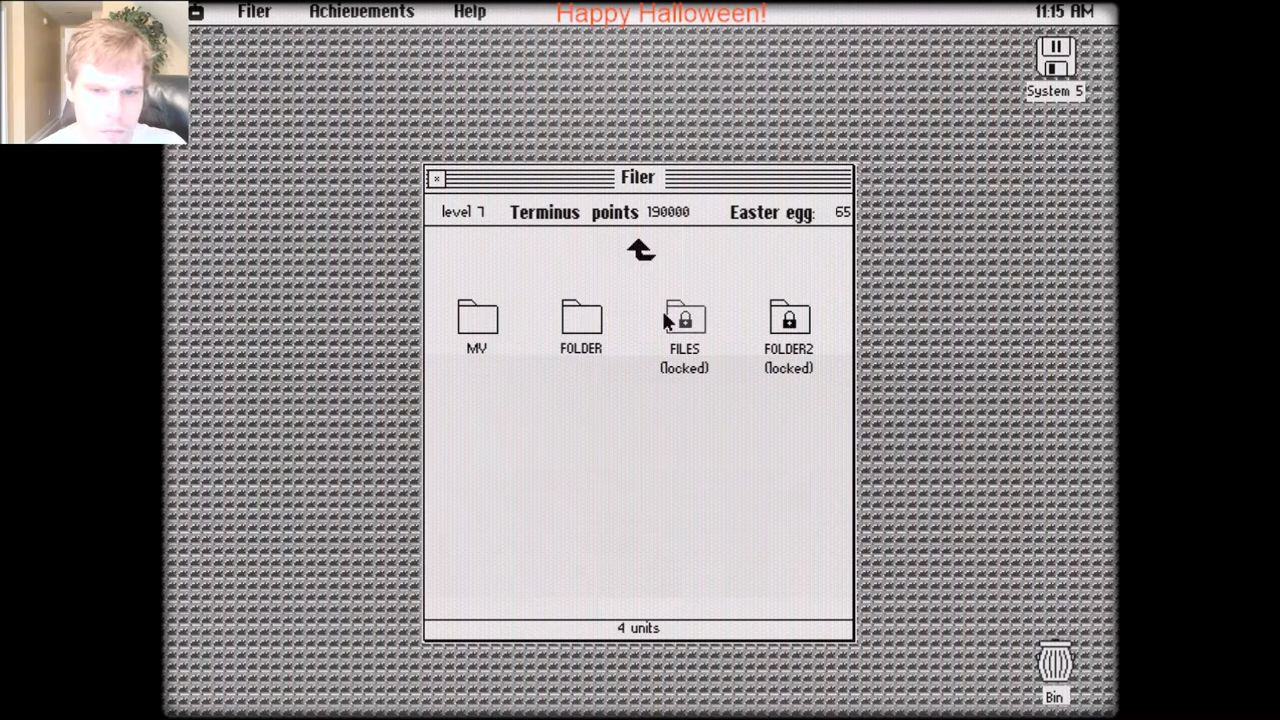 Filer Achievements Help Happy Halloween! 11:15 AM
System 5
Filer
level 7 Terminus points 190000 Easter egg: 65
MV FOLDER FILES FOLDER2
(locked) (locked)
4 units
Bin